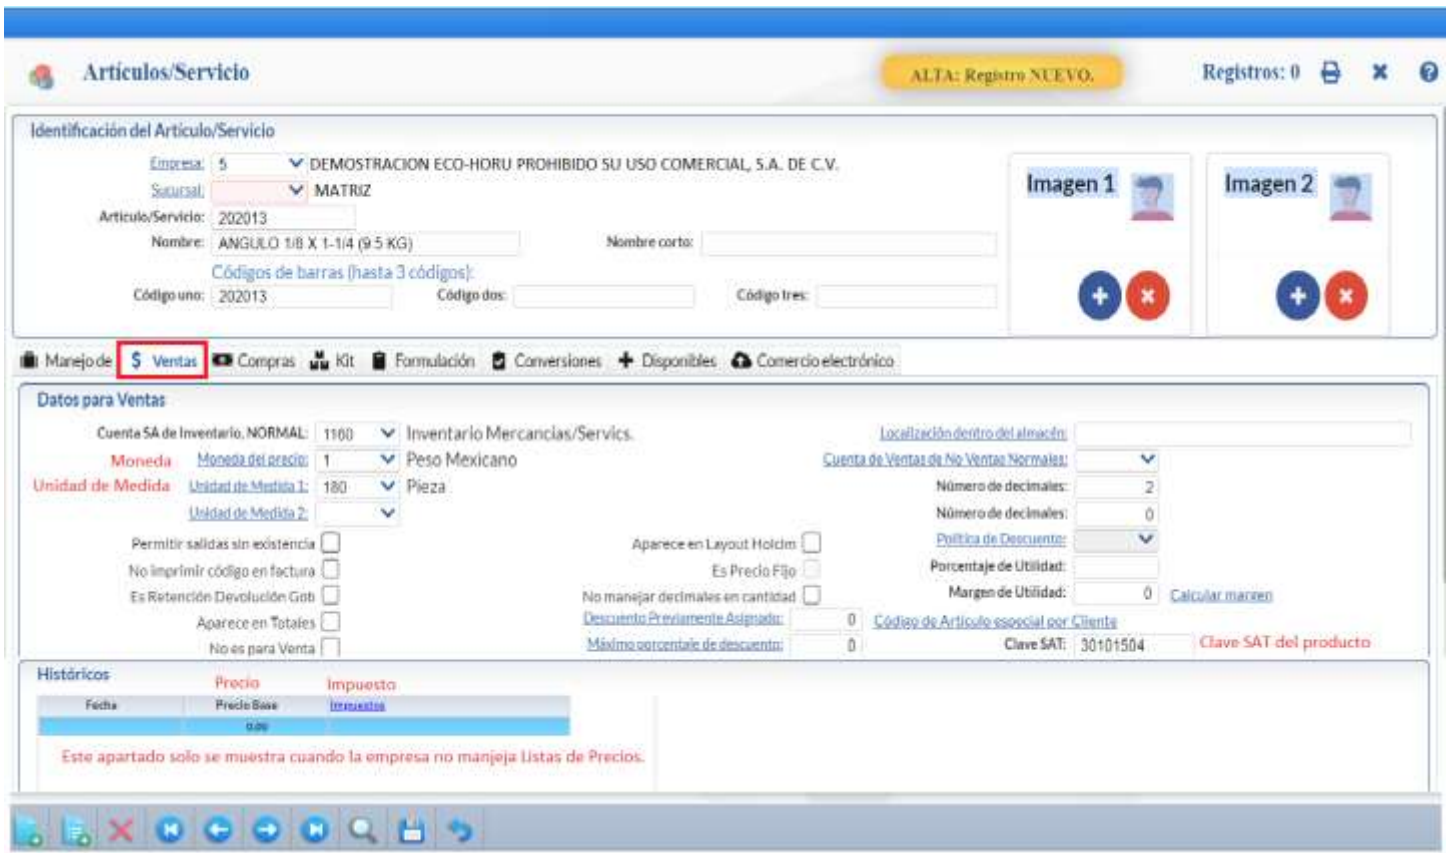 Artículos/Servicio
ALTA: Registro NUEVO.
Registros: 0
Identificación del Artículo/Servicio
Empresa: 5 DEMOSTRACION ECO-HORU PROHIBIDO SU USO COMERCIAL, S.A. DE C.V.
Sucursal: MATRIZ
Artículo/Servicio: 202013
Nombre: ANGULO 1/8 X 1-1/4 (9.5 KG) Nombre corto:
Códigos de barras (hasta 3 códigos):
Código uno: 202013 Código dos: Código tres:
Imagen 1
Imagen 2
Manejo de $ Ventas Compras Kit Formulación Conversiones Disponibles Comercio electrónico
Datos para Ventas
Cuenta SA de Inventario, NORMAL: 1160 Inventario Mercancias/Servics. Localización dentro del almacén:
Moneda Moneda del precio: 1 Peso Mexicano Cuenta de Ventas de No Ventas Normales:
Unidad de Medida Unidad de Medida 1: 180 Pieza Número de decimales: 2
Unidad de Medida 2: Número de decimales: 0
Permitir salidas sin existencia Aparece en Layout Holcim Política de Descuento:
No imprimir código en factura Es Precio Fijo Porcentaje de Utilidad:
Es Retención Devolución Gob No manejar decimales en cantidad Margen de Utilidad: 0 Calcular margen
Aparece en Totales Descuento Previamente Asignado: 0 Código de Artículo especial por Cliente
No es para Venta Máximo porcentaje de descuento: 0 Clave SAT: 30101504 Clave SAT del producto
Históricos
Precio Impuesto
Fecha Precio Base Impuestos
0.00
Este apartado solo se muestra cuando la empresa no manjeja Listas de Precios.